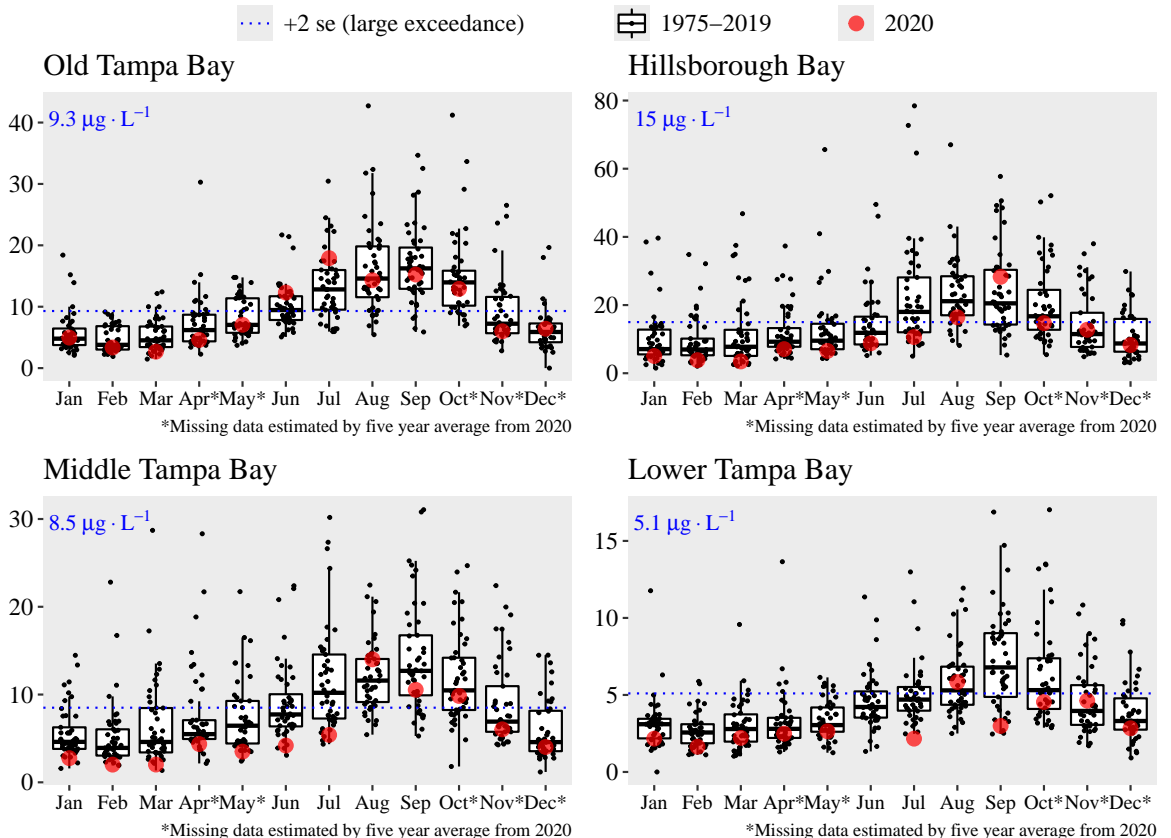 +2 se (large exceedance) 1975–2019 2020
Old Tampa Bay
9.3 µg · L⁻¹
40
30
20
10
0
Jan Feb Mar Apr* May* Jun Jul Aug Sep Oct* Nov* Dec*
*Missing data estimated by five year average from 2020
Hillsborough Bay
15 µg · L⁻¹
80
60
40
20
0
Jan Feb Mar Apr* May* Jun Jul Aug Sep Oct* Nov* Dec*
*Missing data estimated by five year average from 2020
Middle Tampa Bay
8.5 µg · L⁻¹
30
20
10
0
Jan Feb Mar Apr* May* Jun Jul Aug Sep Oct* Nov* Dec*
*Missing data estimated by five year average from 2020
Lower Tampa Bay
5.1 µg · L⁻¹
15
10
5
0
Jan Feb Mar Apr* May* Jun Jul Aug Sep Oct* Nov* Dec*
*Missing data estimated by five year average from 2020